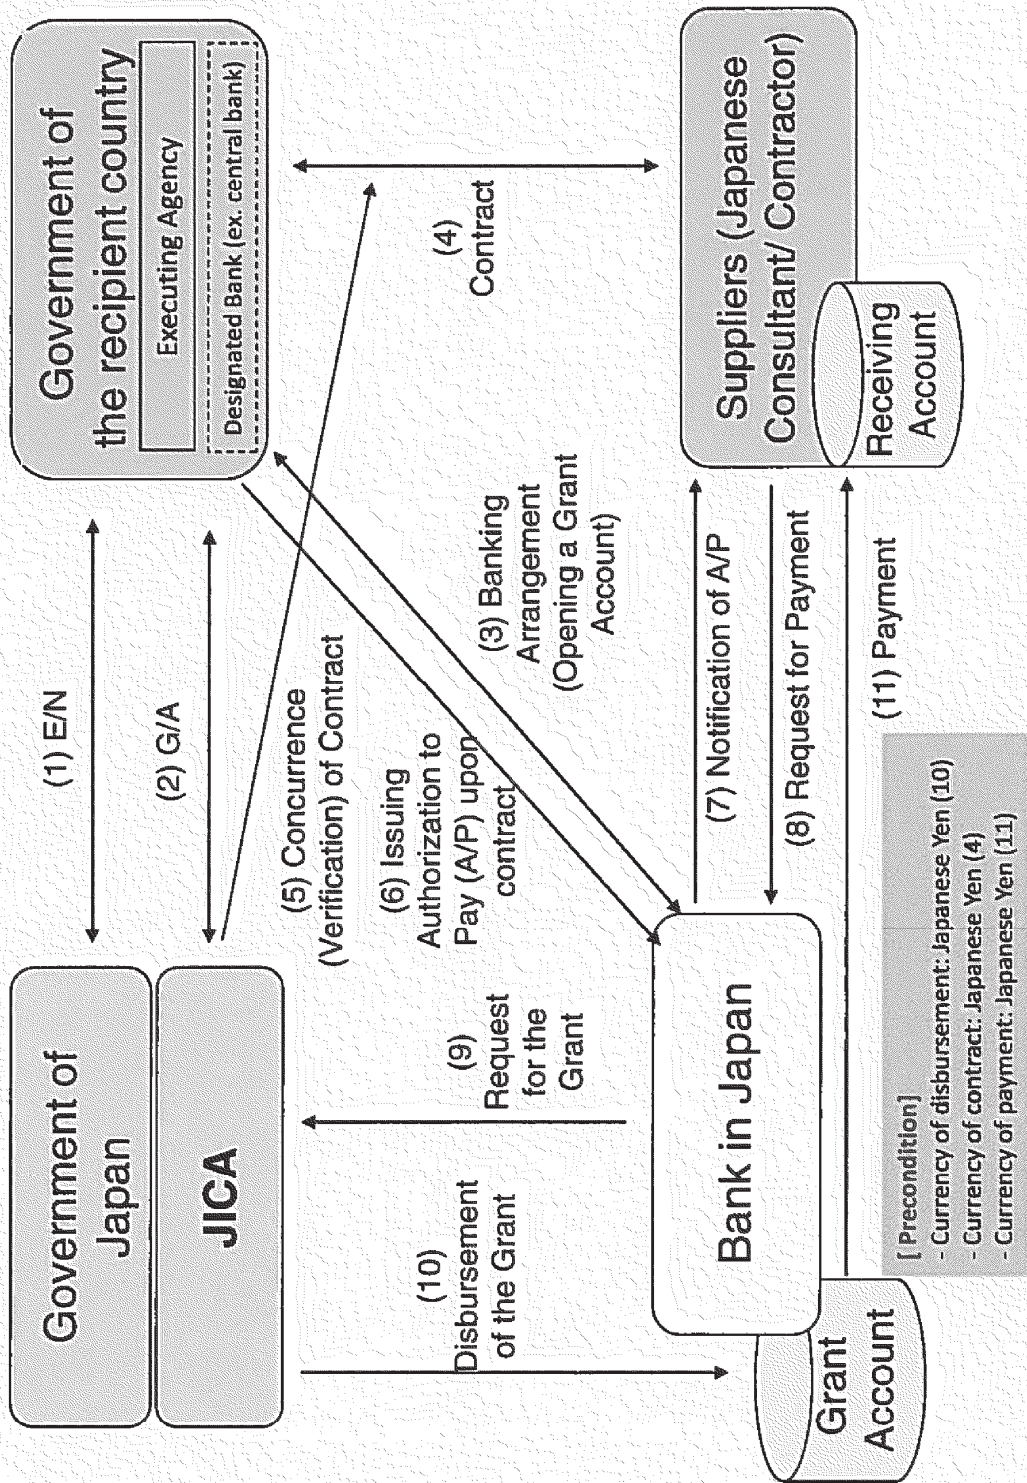 Government of
Japan
JICA
(1) E/N
(2) G/A
Government of
the recipient country
Executing Agency
Designated Bank (ex. central bank)
(5) Concurrence
(Verification) of Contract
(6) Issuing
Authorization to
Pay (A/P) upon
contract
(4)
Contract
(9)
Request
for the
Grant
(10)
Disbursement
of the Grant
(3) Banking
Arrangement
(Opening a Grant
Account)
Bank in Japan
Grant
Account
(7) Notification of A/P
(8) Request for Payment
(11) Payment
Suppliers (Japanese
Consultant/ Contractor)
Receiving
Account
[ Precondition]
- Currency of disbursement: Japanese Yen (10)
- Currency of contract: Japanese Yen (4)
- Currency of payment: Japanese Yen (11)